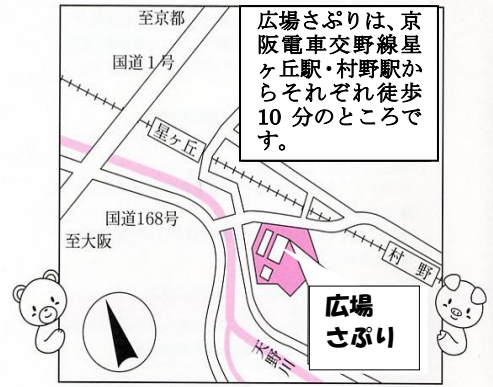 至京都
国道1号
広場さぷりは、京
阪電車交野線星
ヶ丘駅・村野駅か
らそれぞれ徒歩
10 分のところで
す。
星ヶ丘
国道168号
至大阪
村野
広場
さぷり
天野川